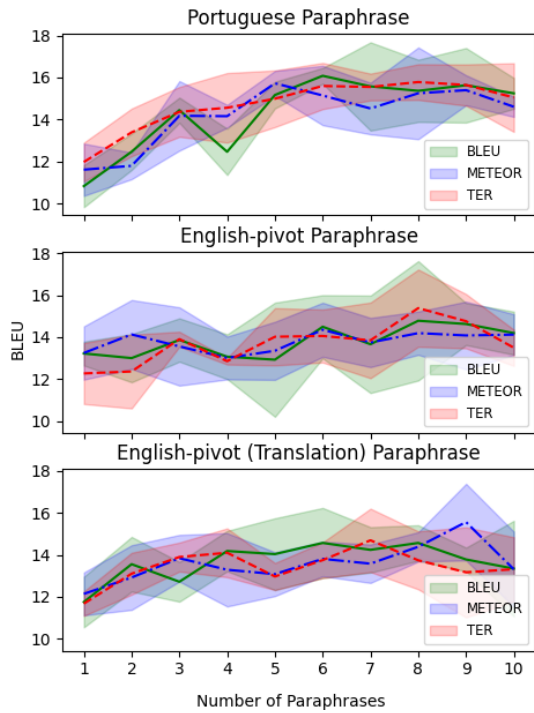 Portuguese Paraphrase
18
16
14
12
10
BLEU
METEOR
TER
English-pivot Paraphrase
18
16
14
12
10
BLEU
BLEU
METEOR
TER
English-pivot (Translation) Paraphrase
18
16
14
12
10
BLEU
METEOR
TER
1 2 3 4 5 6 7 8 9 10
Number of Paraphrases